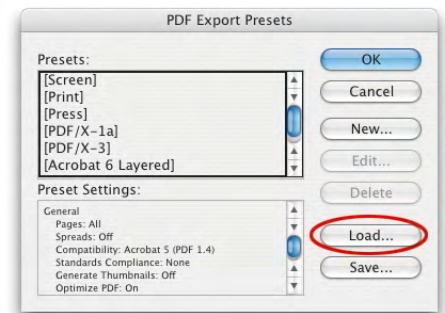 PDF Export Presets
Presets:
[Screen]
[Print]
[Press]
[PDF/X-1a]
[PDF/X-3]
[Acrobat 6 Layered]
Preset Settings:
General
Pages: All
Spreads: Off
Compatibility: Acrobat 5 (PDF 1.4)
Standards Compliance: None
Generate Thumbnails: Off
Optimize PDF: On
OK
Cancel
New...
Edit...
Delete
Load...
Save...